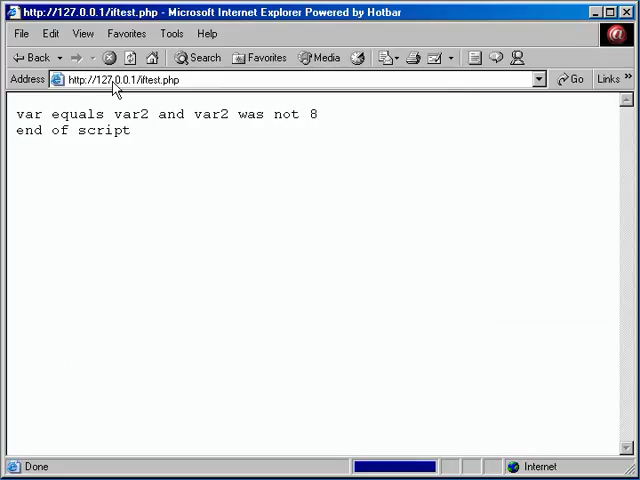 http://127.0.0.1/iftest.php - Microsoft Internet Explorer Powered by Hotbar
File Edit View Favorites Tools Help
Back Search Favorites Media
Address http://127.0.0.1/iftest.php Go Links »
var equals var2 and var2 was not 8
end of script
Done Internet